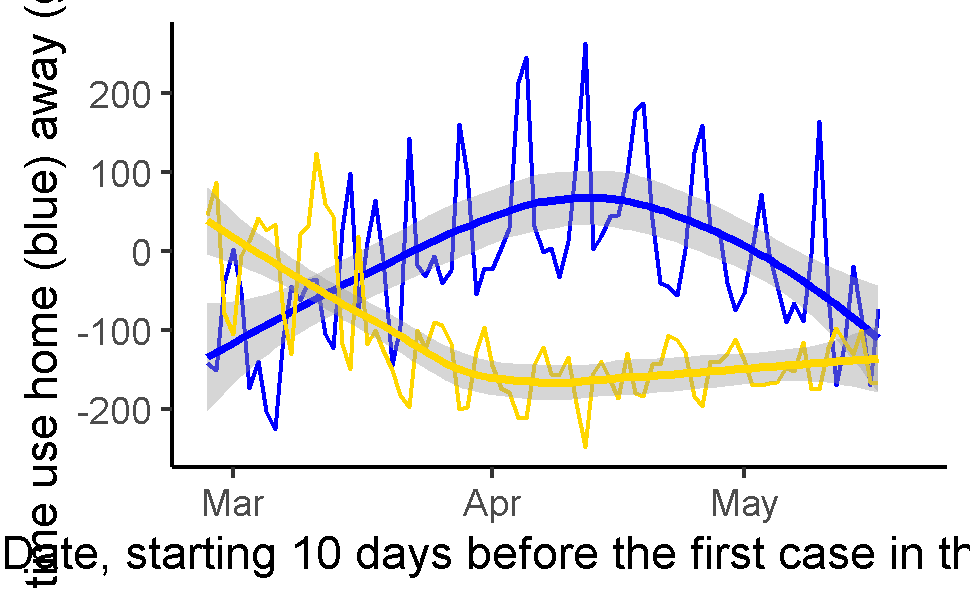 time use home (blue) away (
200
100
0
-100
-200
Mar Apr May
Date, starting 10 days before the first case in th